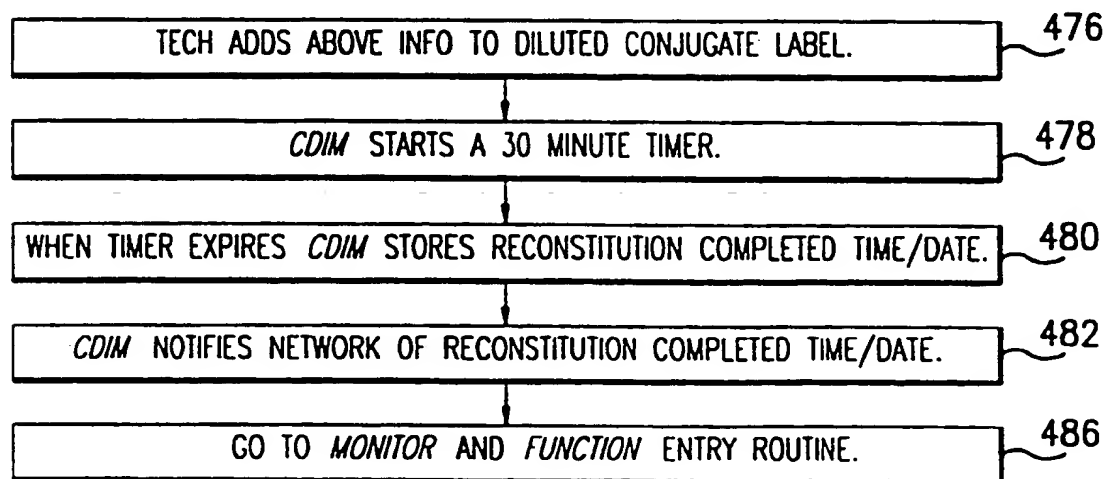 TECH ADDS ABOVE INFO TO DILUTED CONJUGATE LABEL. 476
CDIM STARTS A 30 MINUTE TIMER. 478
WHEN TIMER EXPIRES CDIM STORES RECONSTITUTION COMPLETED TIME/DATE. 480
CDIM NOTIFIES NETWORK OF RECONSTITUTION COMPLETED TIME/DATE. 482
GO TO MONITOR AND FUNCTION ENTRY ROUTINE. 486